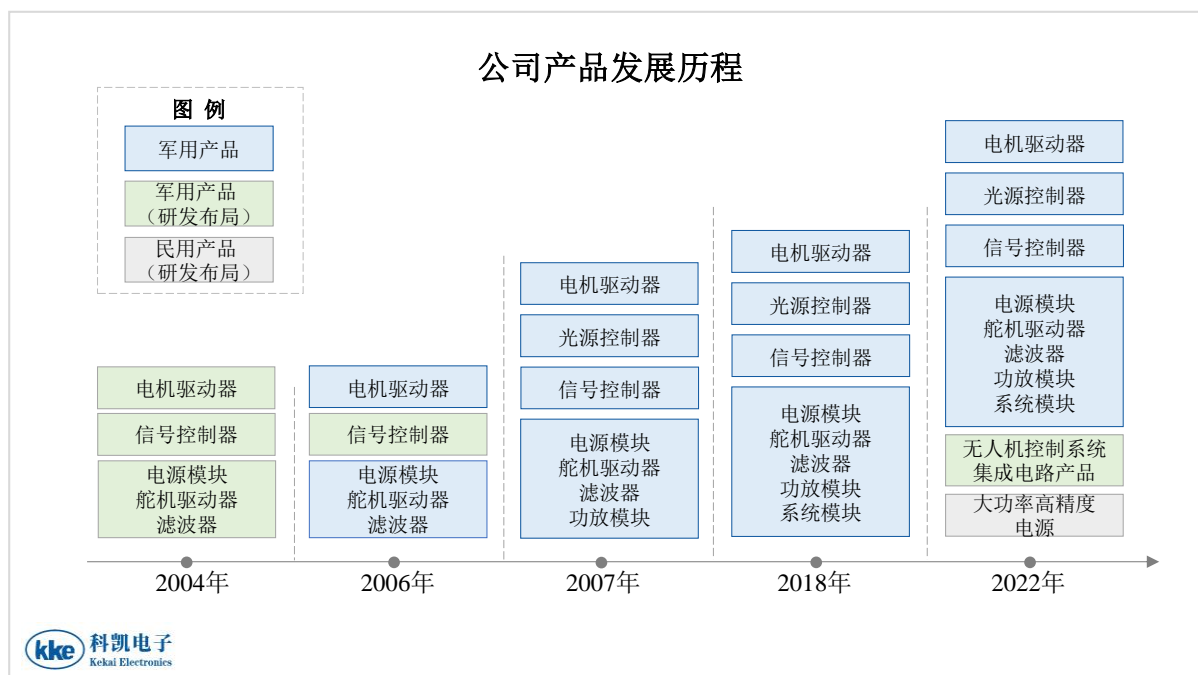 公司产品发展历程
图 例
军用产品
军用产品
（研发布局）
民用产品
（研发布局）
电机驱动器
信号控制器
电源模块
舵机驱动器
滤波器
电机驱动器
信号控制器
电源模块
舵机驱动器
滤波器
电机驱动器
光源控制器
信号控制器
电源模块
舵机驱动器
滤波器
功放模块
电机驱动器
光源控制器
信号控制器
电源模块
舵机驱动器
滤波器
功放模块
系统模块
电机驱动器
光源控制器
信号控制器
电源模块
舵机驱动器
滤波器
功放模块
系统模块
无人机控制系统
集成电路产品
大功率高精度
电源
2004年
2006年
2007年
2018年
2022年
kke 科凯电子
Kekai Electronics